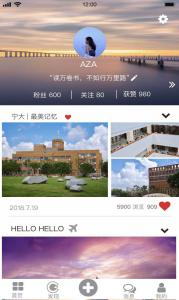 12:00
AZA
“读万卷书，不如行万里路”
粉丝 600 关注 80 获赞 980
宁大 | 最美记忆
2018.7.19 5900 浏览 909
HELLO HELLO
首页 发现 消息 我的